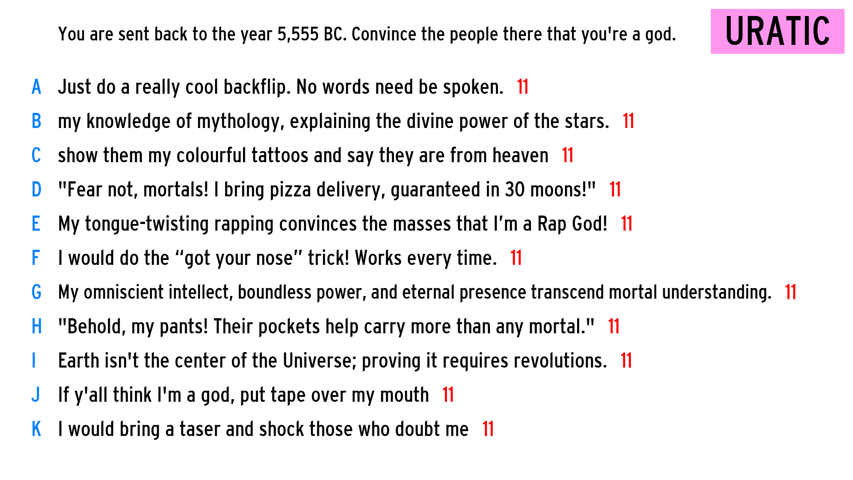 You are sent back to the year 5,555 BC. Convince the people there that you're a god.
URATIC
A Just do a really cool backflip. No words need be spoken. 11
B my knowledge of mythology, explaining the divine power of the stars. 11
C show them my colourful tattoos and say they are from heaven 11
D "Fear not, mortals! I bring pizza delivery, guaranteed in 30 moons!" 11
E My tongue-twisting rapping convinces the masses that I’m a Rap God! 11
F I would do the “got your nose” trick! Works every time. 11
G My omniscient intellect, boundless power, and eternal presence transcend mortal understanding. 11
H "Behold, my pants! Their pockets help carry more than any mortal." 11
I Earth isn't the center of the Universe; proving it requires revolutions. 11
J If y'all think I'm a god, put tape over my mouth 11
K I would bring a taser and shock those who doubt me 11